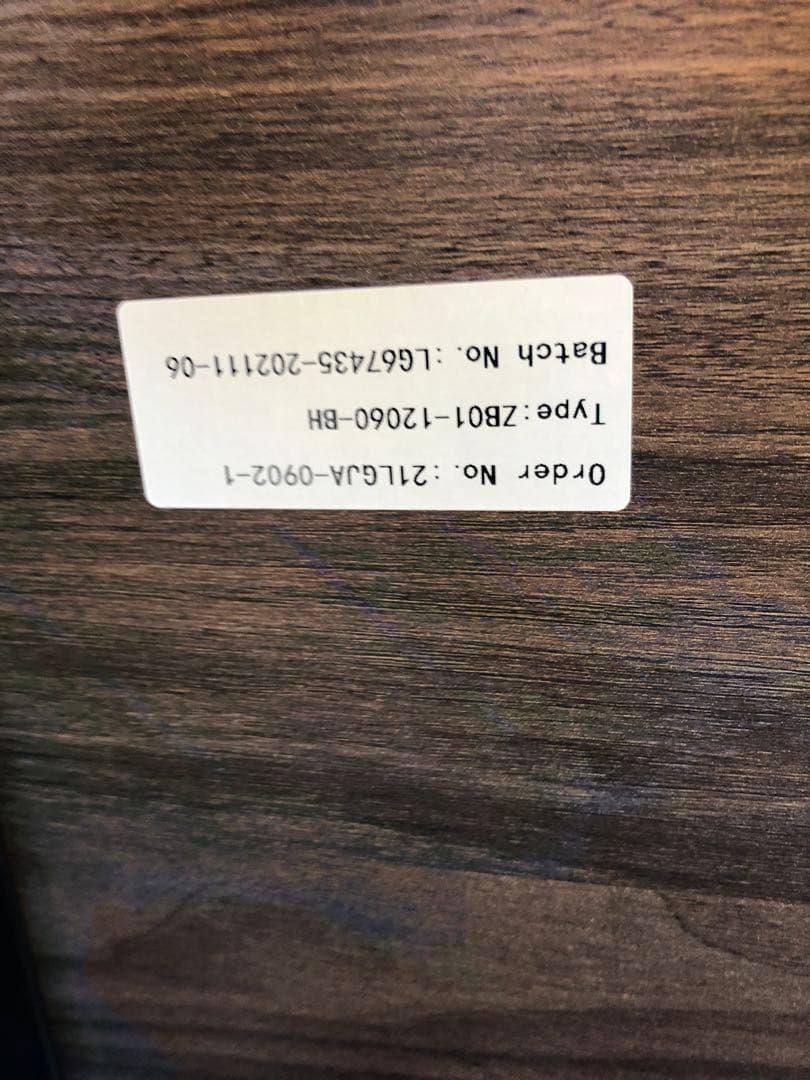 Order No.:21LGJA-0902-1
Type:ZB01-12060-BH
Batch No.:LG67435-202111-06